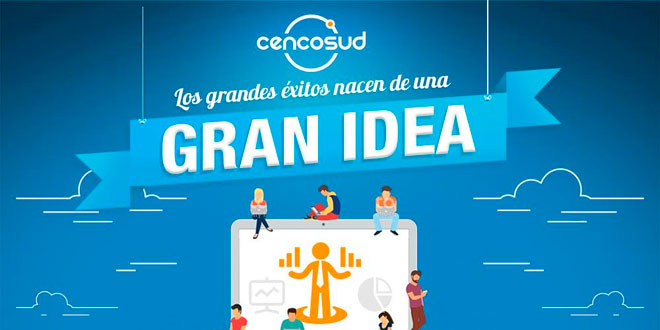 cencosud
Los grandes éxitos nacen de una
GRAN IDEA